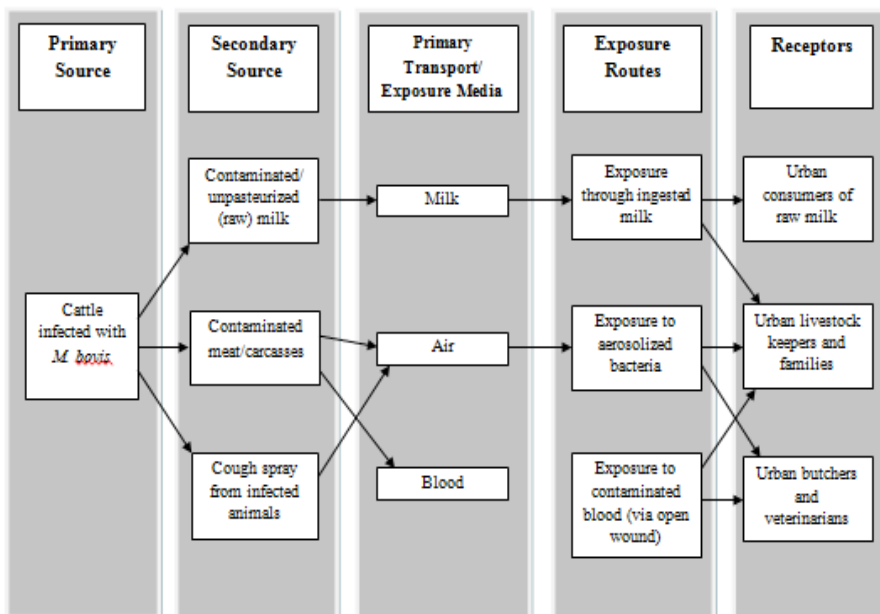 Primary
Source
Secondary
Source
Primary
Transport/
Exposure Media
Exposure
Routes
Receptors
Contaminated/
unpasteurized
(raw) milk
Milk
Exposure
through ingested
milk
Urban
consumers of
raw milk
Cattle
infected with
M. bovis.
Contaminated
meat/carcasses
Air
Exposure to
aerosolized
bacteria
Urban livestock
keepers and
families
Cough spray
from infected
animals
Blood
Exposure to
contaminated
blood (via open
wound)
Urban butchers
and
veterinarians